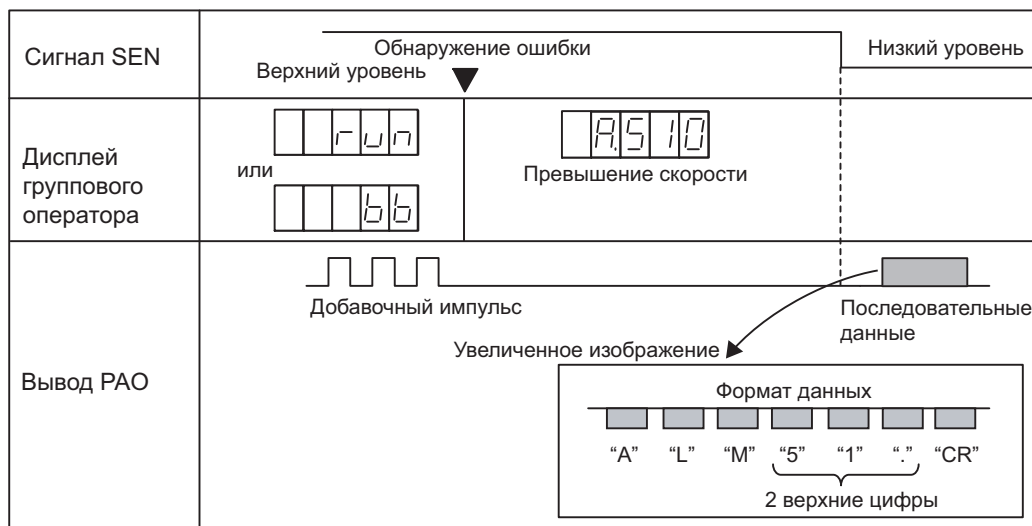 Сигнал SEN
Обнаружение ошибки
Верхний уровень
Низкий уровень
Дисплей
группового
оператора
run
или
bb
A.510
Превышение скорости
Вывод PAO
Добавочный импульс
Последовательные
данные
Увеличенное изображение
Формат данных
“A” “L” “M” “5” “1” “.” “CR”
2 верхние цифры